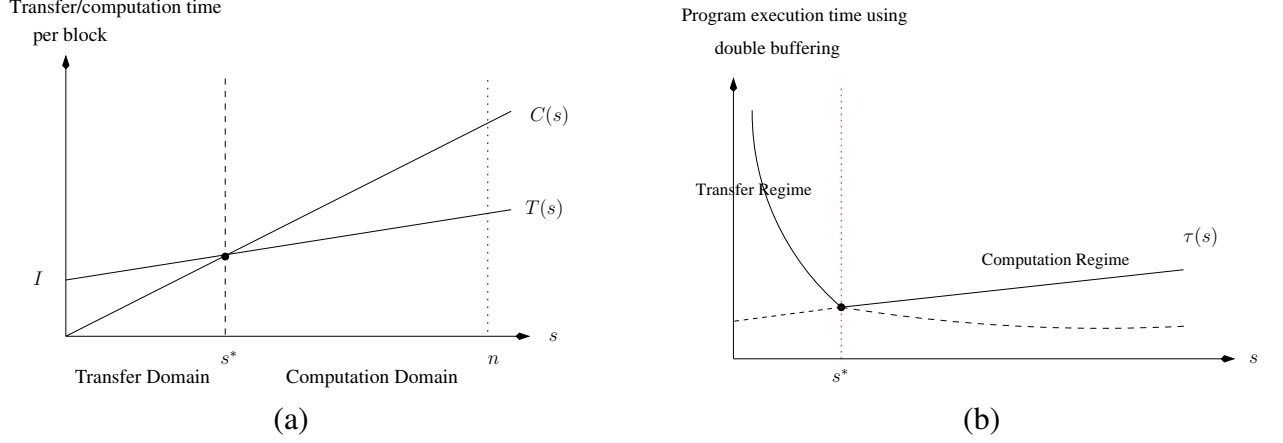 Transfer/computation time
per block
C(s)
T(s)
I
s
s*
n
Transfer Domain
Computation Domain
(a)
Program execution time using
double buffering
Transfer Regime
τ(s)
Computation Regime
s
s*
(b)